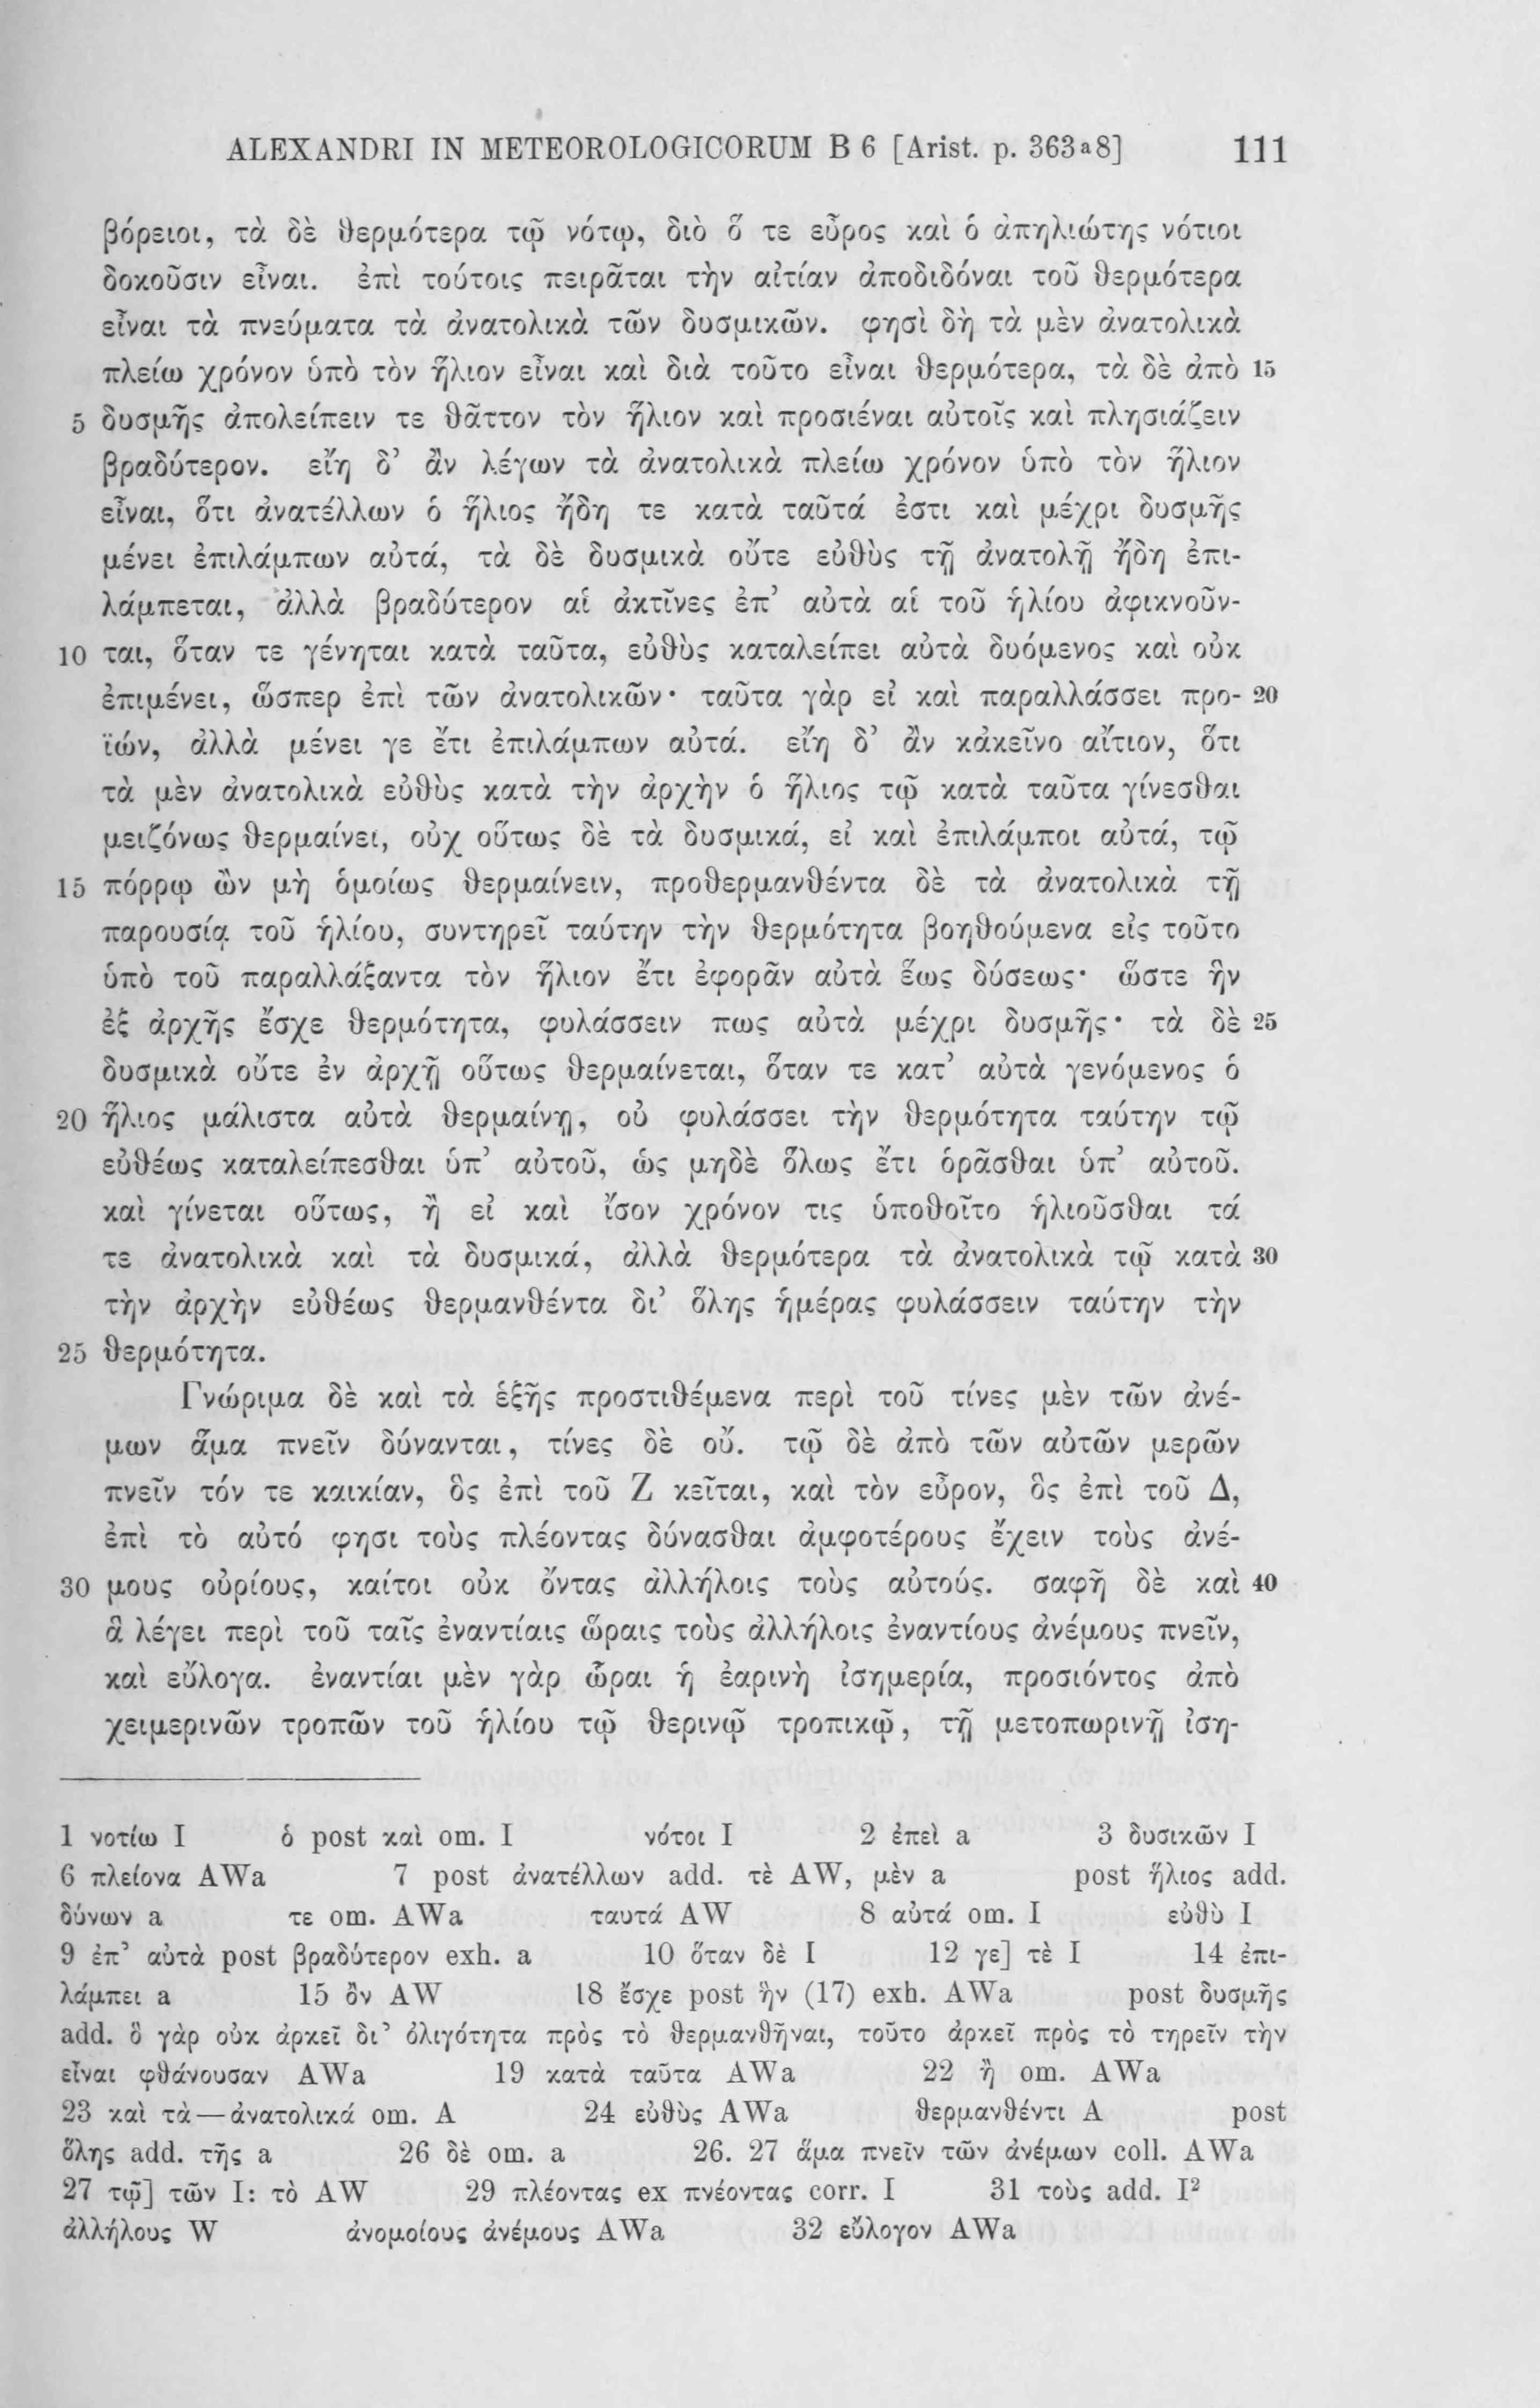 ALEXANDRI IN METEOROLOGICORUM B 6 [Arist. p. 363a8] 111
βόρειοι, τὰ δὲ θερμότερα τῷ νότῳ, διὸ ὅ τε εὖρος καὶ ὁ ἀπηλιώτης νότιοι
δοκοῦσιν εἶναι. ἐπὶ τούτοις πειρᾶται τὴν αἰτίαν ἀποδιδόναι τοῦ θερμότερα
εἶναι τὰ πνεύματα τὰ ἀνατολικὰ τῶν δυσμικῶν. φησὶ δὴ τὰ μὲν ἀνατολικὰ
πλείω χρόνον ὑπὸ τὸν ἥλιον εἶναι καὶ διὰ τοῦτο εἶναι θερμότερα, τὰ δὲ ἀπὸ 15
5 δυσμῆς ἀπολείπειν τε θᾶττον τὸν ἥλιον καὶ προσιέναι αὐτοῖς καὶ πλησιάζειν
βραδύτερον. εἴη δ’ ἂν λέγων τὰ ἀνατολικὰ πλείω χρόνον ὑπὸ τὸν ἥλιον
εἶναι, ὅτι ἀνατέλλων ὁ ἥλιος ἤδη τε κατὰ ταῦτά ἐστι καὶ μέχρι δυσμῆς
μένει ἐπιλάμπων αὐτά, τὰ δὲ δυσμικὰ οὔτε εὐθὺς τῇ ἀνατολῇ ἤδη ἐπι-
λάμπεται, ἀλλὰ βραδύτερον αἱ ἀκτῖνες ἐπ’ αὐτὰ αἱ τοῦ ἡλίου ἀφικνοῦν-
10 ται, ὅταν τε γένηται κατὰ ταῦτα, εὐθὺς καταλείπει αὐτὰ δυόμενος καὶ οὐκ
ἐπιμένει, ὥσπερ ἐπὶ τῶν ἀνατολικῶν· ταῦτα γὰρ εἰ καὶ παραλλάσσει προ- 20
ϊών, ἀλλὰ μένει γε ἔτι ἐπιλάμπων αὐτά. εἴη δ’ ἂν κἀκεῖνο αἴτιον, ὅτι
τὰ μὲν ἀνατολικὰ εὐθὺς κατὰ τὴν ἀρχὴν ὁ ἥλιος τῷ κατὰ ταῦτα γίνεσθαι
μειζόνως θερμαίνει, οὐχ οὕτως δὲ τὰ δυσμικά, εἰ καὶ ἐπιλάμποι αὐτά, τῷ
15 πόρρῳ ὢν μὴ ὁμοίως θερμαίνειν, προθερμανθέντα δὲ τὰ ἀνατολικὰ τῇ
παρουσίᾳ τοῦ ἡλίου, συντηρεῖ ταύτην τὴν θερμότητα βοηθούμενα εἰς τοῦτο
ὑπὸ τοῦ παραλλάξαντα τὸν ἥλιον ἔτι ἐφορᾶν αὐτὰ ἕως δύσεως· ὥστε ἣν
ἐξ ἀρχῆς ἔσχε θερμότητα, φυλάσσειν πως αὐτὰ μέχρι δυσμῆς· τὰ δὲ 25
δυσμικὰ οὔτε ἐν ἀρχῇ οὕτως θερμαίνεται, ὅταν τε κατ’ αὐτὰ γενόμενος ὁ
20 ἥλιος μάλιστα αὐτὰ θερμαίνῃ, οὐ φυλάσσει τὴν θερμότητα ταύτην τῷ
εὐθέως καταλείπεσθαι ὑπ’ αὐτοῦ, ὡς μηδὲ ὅλως ἔτι ὁρᾶσθαι ὑπ’ αὐτοῦ.
καὶ γίνεται οὕτως, ἢ εἰ καὶ ἴσον χρόνον τις ὑποθοῖτο ἡλιοῦσθαι τά
τε ἀνατολικὰ καὶ τὰ δυσμικά, ἀλλὰ θερμότερα τὰ ἀνατολικὰ τῷ κατὰ 30
τὴν ἀρχὴν εὐθέως θερμανθέντα δι’ ὅλης ἡμέρας φυλάσσειν ταύτην τὴν
25 θερμότητα.
Γνώριμα δὲ καὶ τὰ ἑξῆς προστιθέμενα περὶ τοῦ τίνες μὲν τῶν ἀνέ-
μων ἅμα πνεῖν δύνανται, τίνες δὲ οὔ. τῷ δὲ ἀπὸ τῶν αὐτῶν μερῶν
πνεῖν τόν τε καικίαν, ὃς ἐπὶ τοῦ Ζ κεῖται, καὶ τὸν εὖρον, ὃς ἐπὶ τοῦ Δ,
ἐπὶ τὸ αὐτό φησι τοὺς πλέοντας δύνασθαι ἀμφοτέρους ἔχειν τοὺς ἀνέ-
30 μους οὐρίους, καίτοι οὐκ ὄντας ἀλλήλοις τοὺς αὐτούς. σαφῆ δὲ καὶ 40
ἃ λέγει περὶ τοῦ ταῖς ἐναντίαις ὥραις τοὺς ἀλλήλοις ἐναντίους ἀνέμους πνεῖν,
καὶ εὔλογα. ἐναντίαι μὲν γὰρ ὧραι ἡ ἐαρινὴ ἰσημερία, προσιόντος ἀπὸ
χειμερινῶν τροπῶν τοῦ ἡλίου τῷ θερινῷ τροπικῷ, τῇ μετοπωρινῇ ἰση-
1 νοτίω I ὁ post καὶ om. I νότοι I 2 ἐπεὶ a 3 δυσικῶν I
6 πλείονα AWa 7 post ἀνατέλλων add. τὲ AW, μὲν a post ἥλιος add.
δύνων a τε om. AWa ταυτά AW 8 αὐτά om. I εὐθὺ I
9 ἐπ’ αὐτὰ post βραδύτερον exh. a 10 ὅταν δὲ I 12 γε] τὲ I 14 ἐπι-
λάμπει a 15 ὂν AW 18 ἔσχε post ἣν (17) exh. AWa post δυσμῆς
add. ὃ γὰρ οὐκ ἀρκεῖ δι’ ὀλιγότητα πρὸς τὸ θερμανθῆναι, τοῦτο ἀρκεῖ πρὸς τὸ τηρεῖν τὴν
εἶναι φθάνουσαν AWa 19 κατὰ ταῦτα AWa 22 ἢ om. AWa
23 καὶ τὰ—ἀνατολικά om. A 24 εὐθὺς AWa θερμανθέντι A post
ὅλης add. τῆς a 26 δὲ om. a 26. 27 ἅμα πνεῖν τῶν ἀνέμων coll. AWa
27 τῷ] τῶν I: τὸ AW 29 πλέοντας ex πνέοντας corr. I 31 τοὺς add. I²
ἀλλήλους W ἀνομοίους ἀνέμους AWa 32 εὔλογον AWa